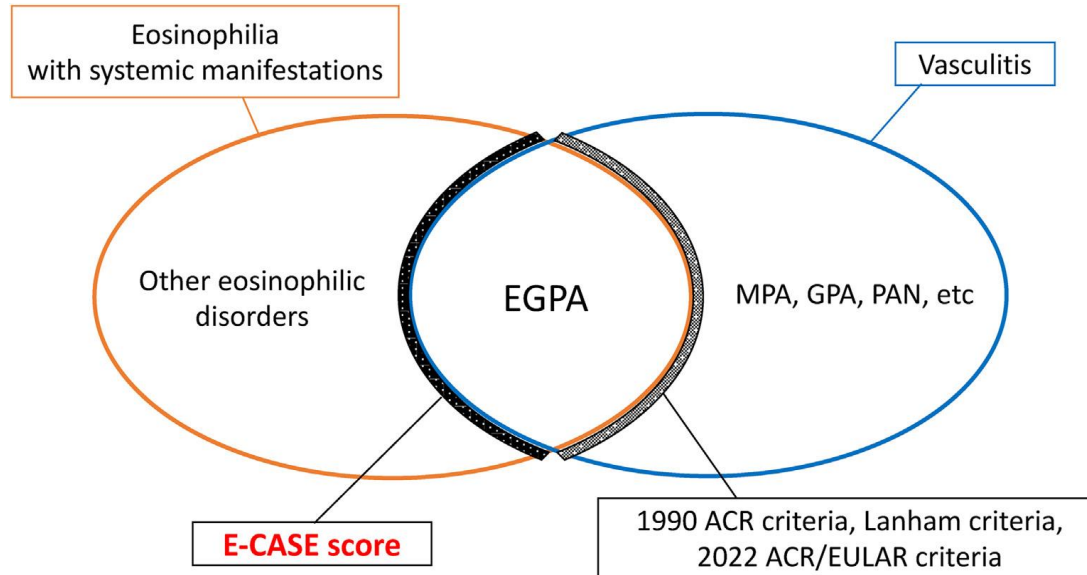 Eosinophilia
with systemic manifestations
Vasculitis
Other eosinophilic
disorders
EGPA
MPA, GPA, PAN, etc
E-CASE score
1990 ACR criteria, Lanham criteria,
2022 ACR/EULAR criteria